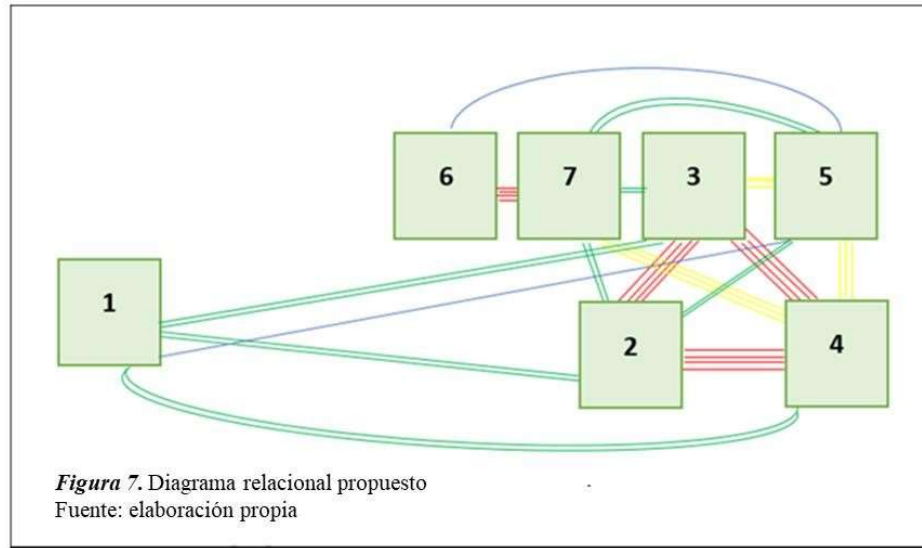 6 7 3 5
1
2 4
Figura 7. Diagrama relacional propuesto
Fuente: elaboración propia